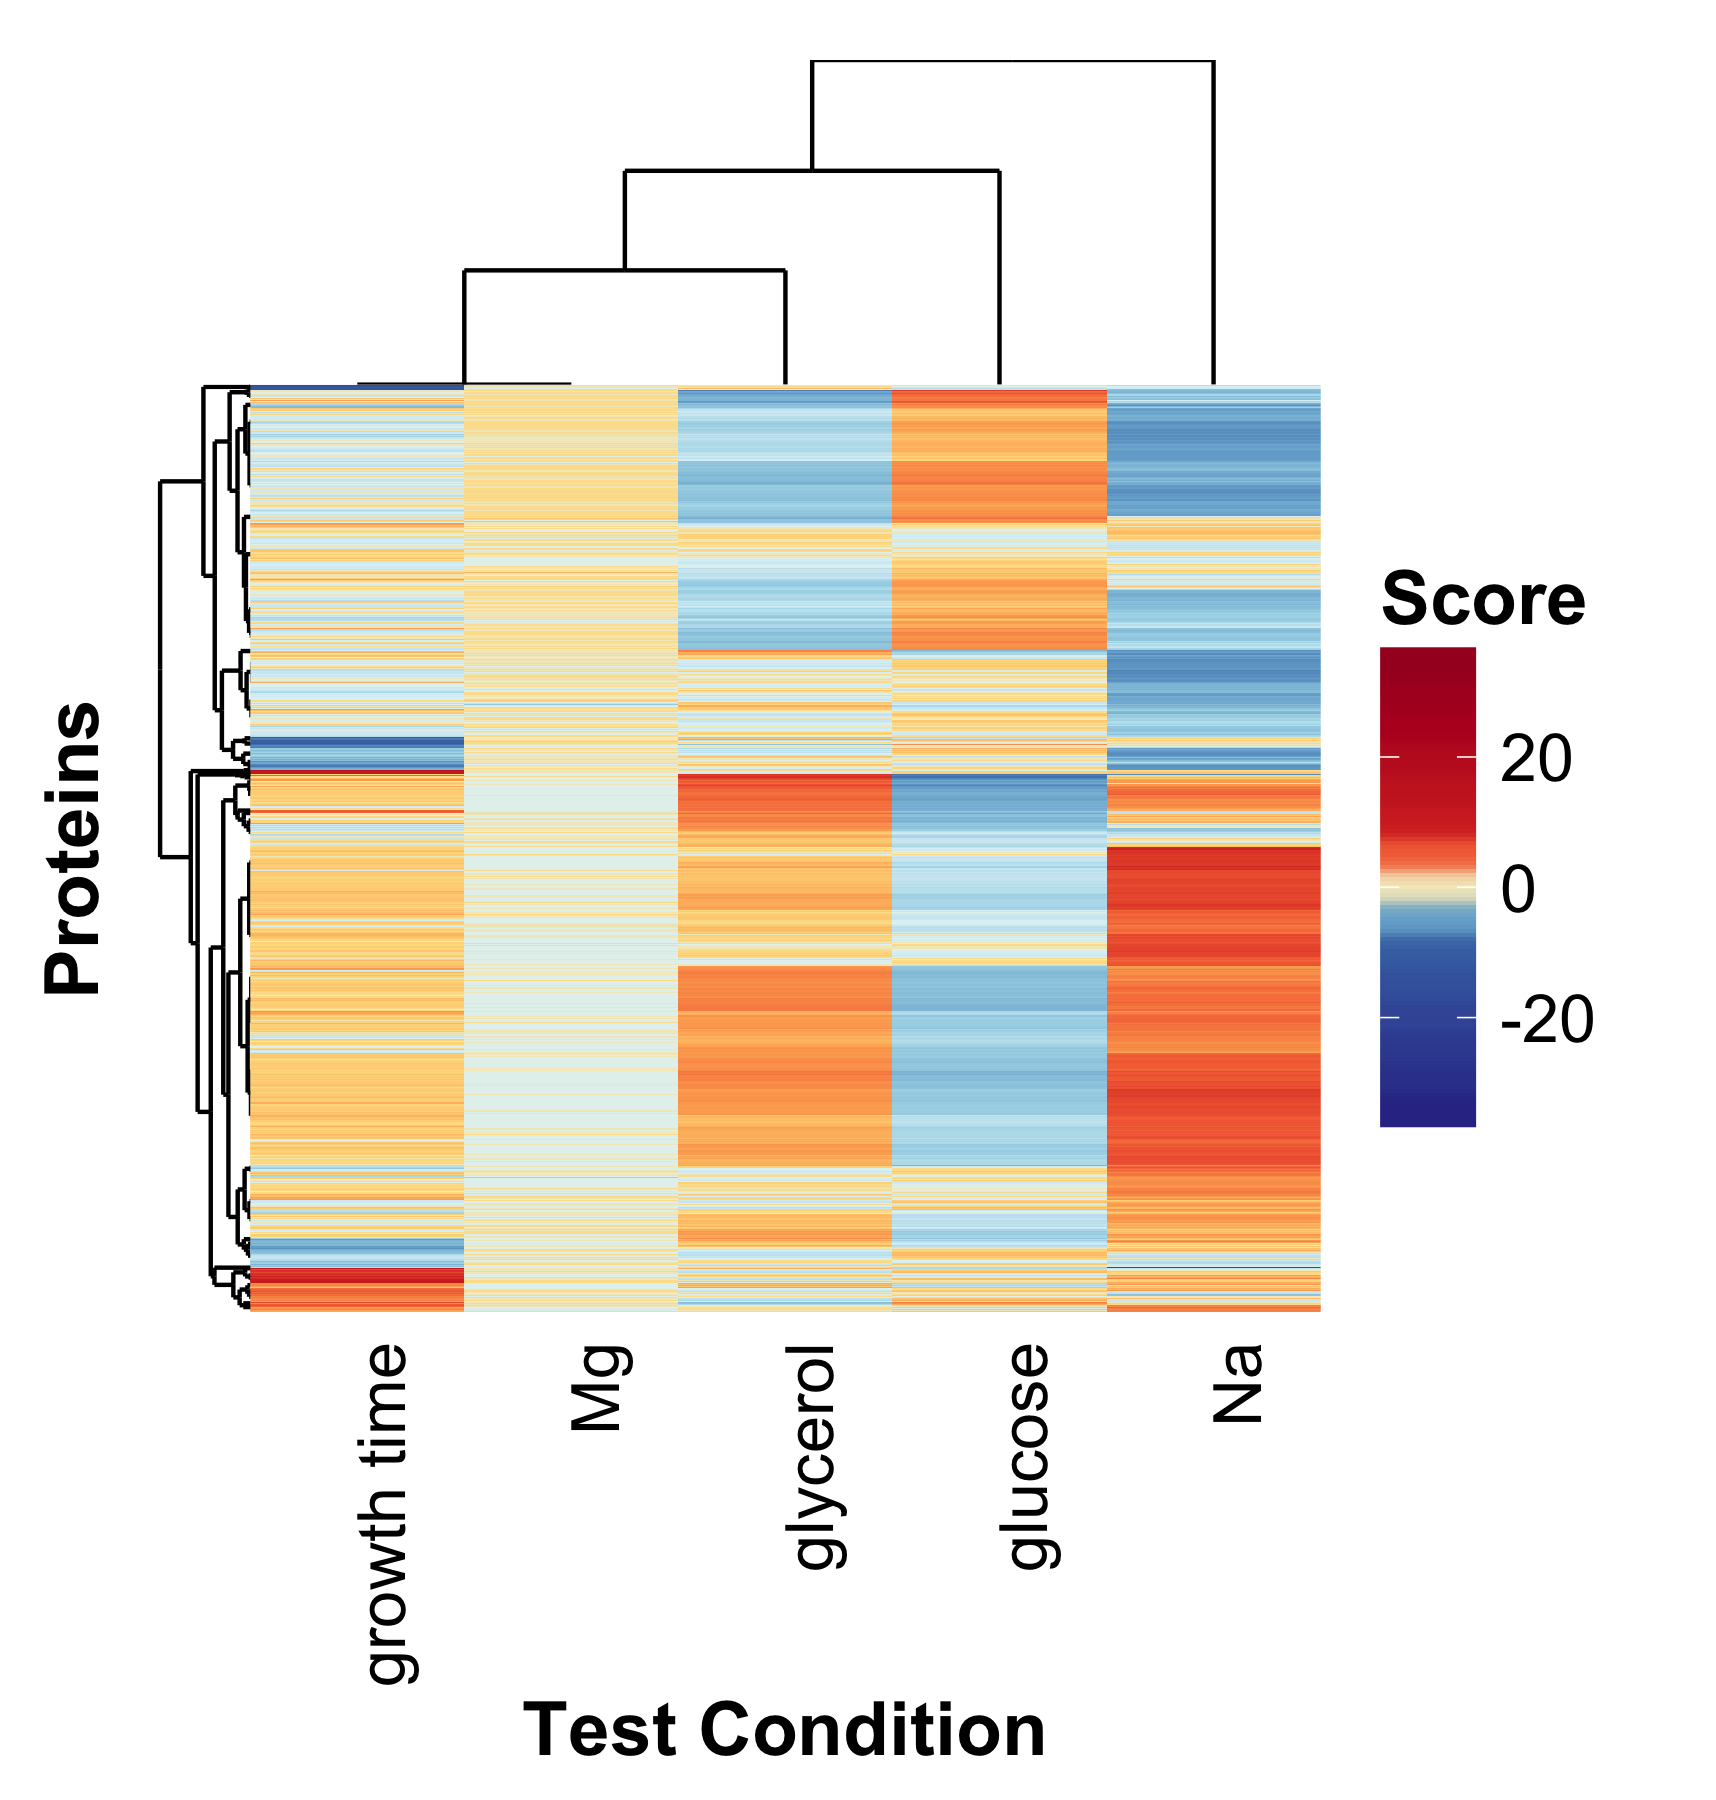 Proteins
Score
20
0
-20
growth time
Mg
glycerol
glucose
Na
Test Condition